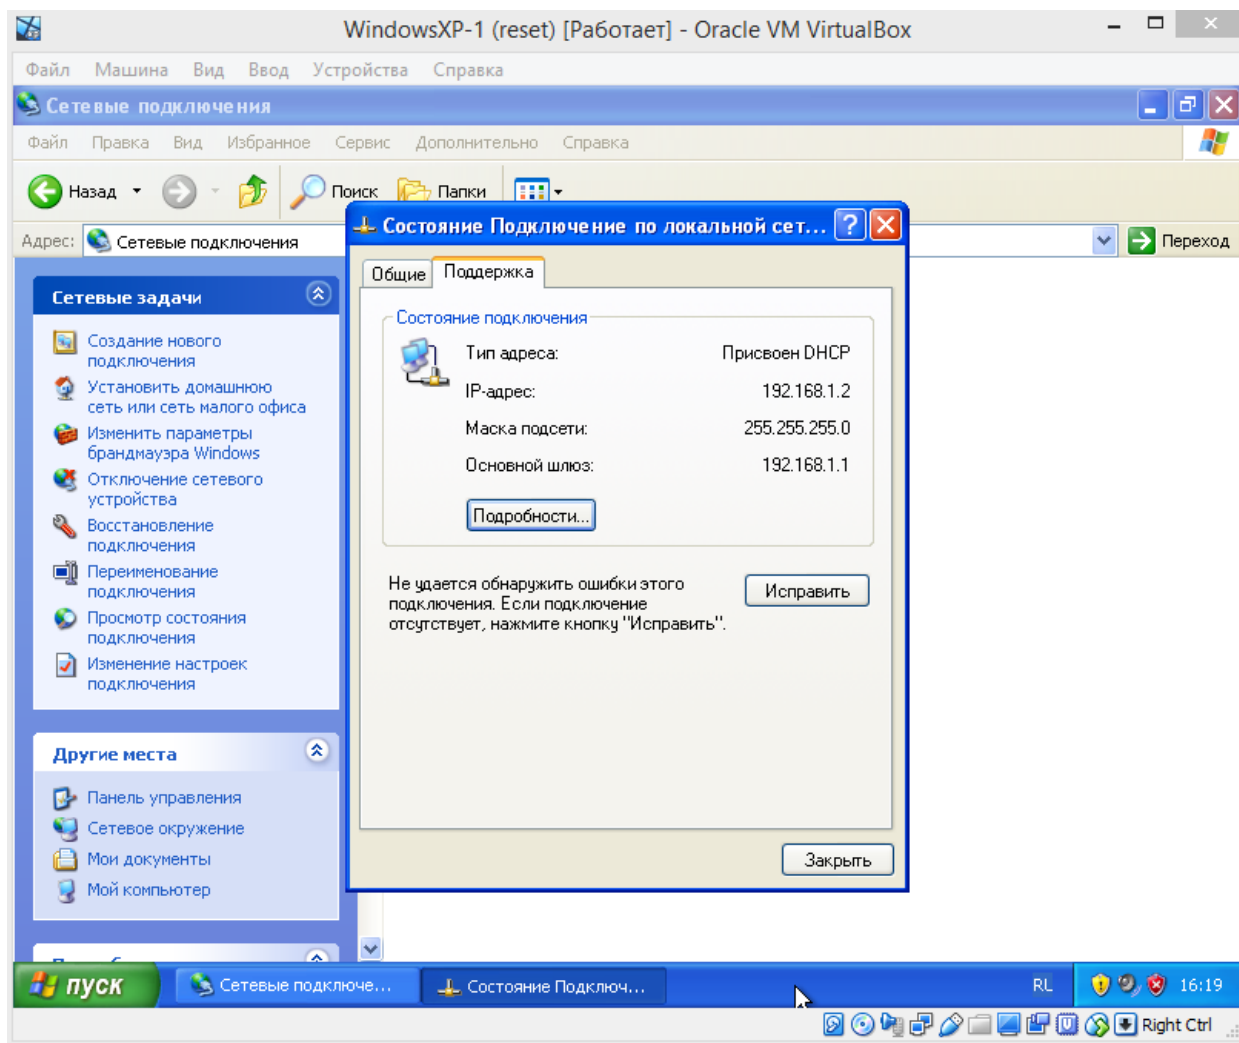 WindowsXP-1 (reset) [Работает] - Oracle VM VirtualBox
Файл Машина Вид Ввод Устройства Справка
Сетевые подключения
Файл Правка Вид Избранное Сервис Дополнительно Справка
Назад Поиск Папки
Адрес: Сетевые подключения Переход
Сетевые задачи
Создание нового
подключения
Установить домашнюю
сеть или сеть малого офиса
Изменить параметры
брандмауэра Windows
Отключение сетевого
устройства
Восстановление
подключения
Переименование
подключения
Просмотр состояния
подключения
Изменение настроек
подключения
Другие места
Панель управления
Сетевое окружение
Мои документы
Мой компьютер
Состояние Подключение по локальной сет...
Общие Поддержка
Состояние подключения
Тип адреса: Присвоен DHCP
IP-адрес: 192.168.1.2
Маска подсети: 255.255.255.0
Основной шлюз: 192.168.1.1
Подробности...
Не удается обнаружить ошибки этого
подключения. Если подключение
отсутствует, нажмите кнопку "Исправить".
Исправить
Закрыть
пуск Сетевые подключе... Состояние Подключ... RL 16:19
Right Ctrl